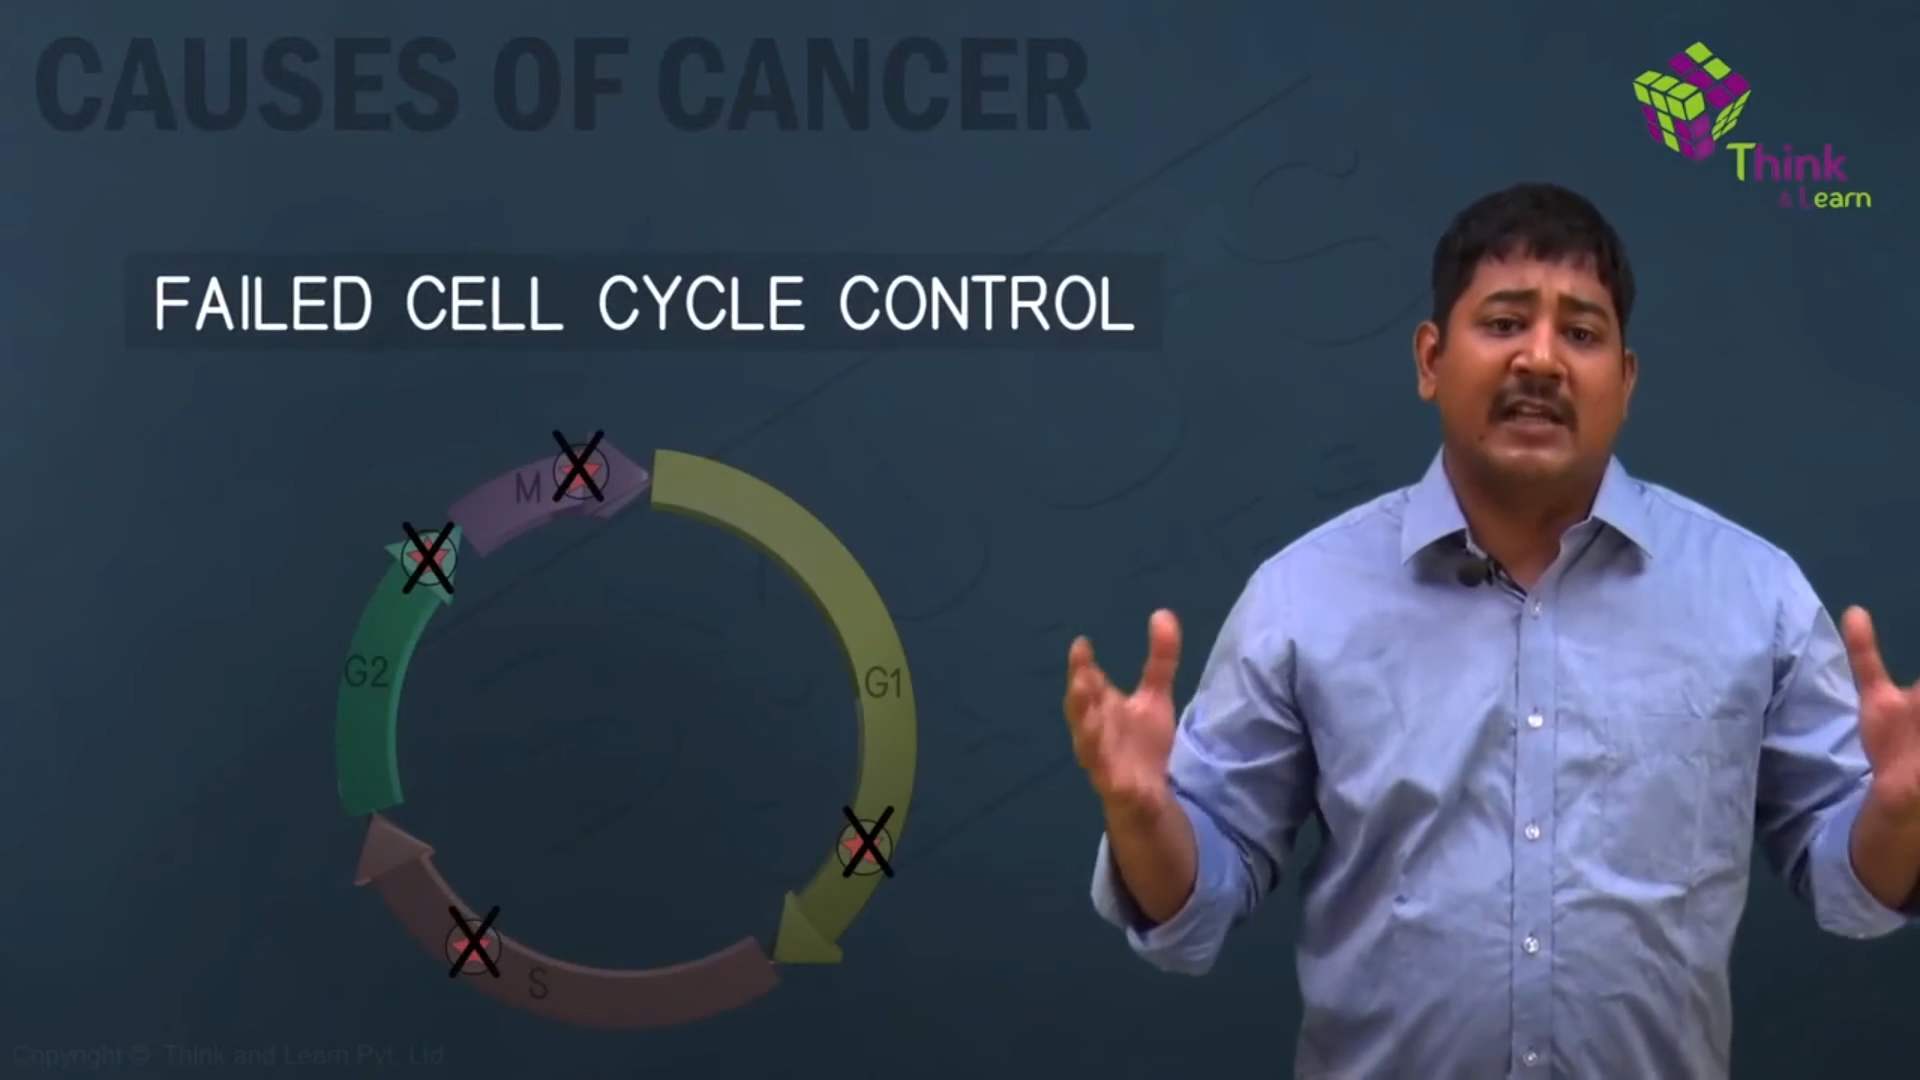 CAUSES OF CANCER
Think
& Learn
FAILED CELL CYCLE CONTROL
M
G2
G1
S
Copyright © Think and Learn Pvt. Ltd